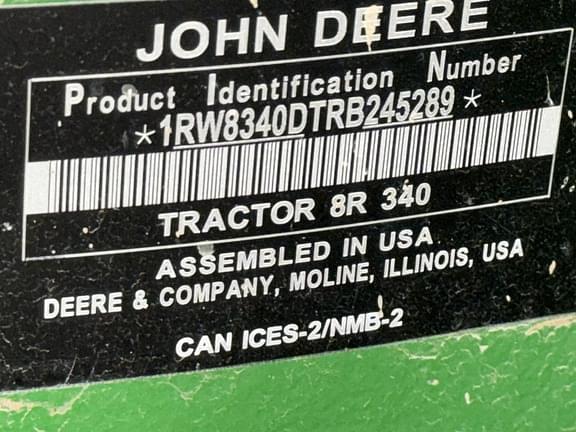 JOHN DEERE
Product Identification Number
*1RW8340DTRB245289*
TRACTOR 8R 340
ASSEMBLED IN USA
DEERE & COMPANY, MOLINE, ILLINOIS, USA
CAN ICES-2/NMB-2